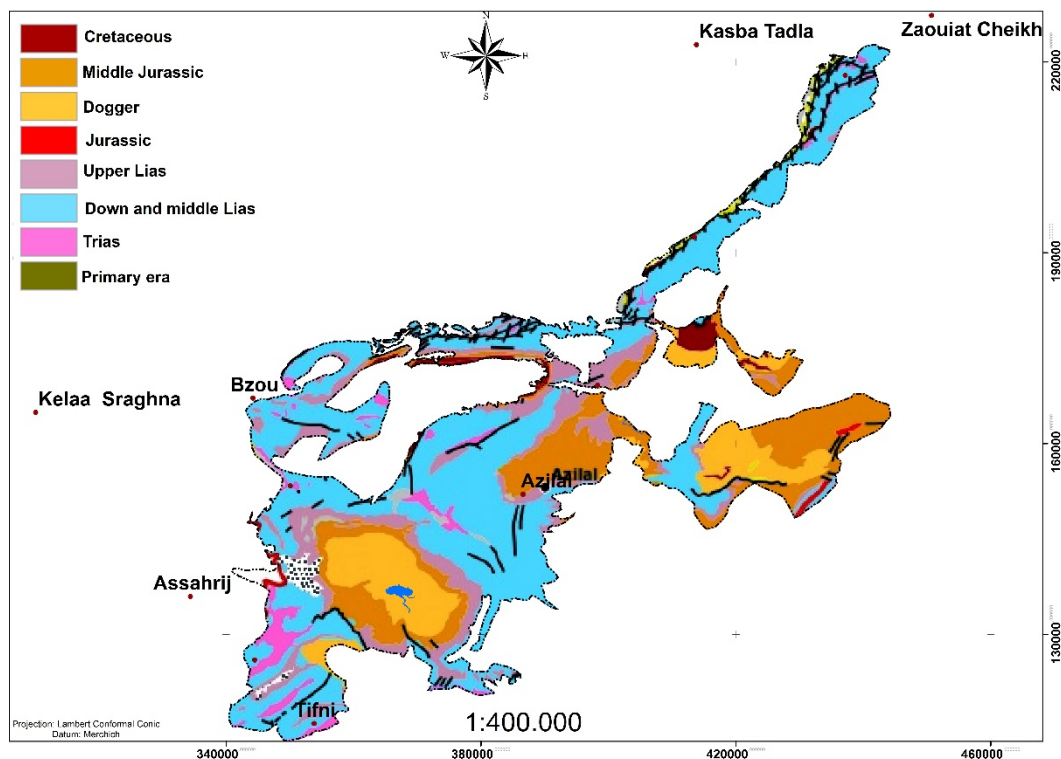 Cretaceous
Middle Jurassic
Dogger
Jurassic
Upper Lias
Down and middle Lias
Trias
Primary era
N
W
E
S
Kasba Tadla
Zaouiat Cheikh
Bzou
Kelaa Sraghna
Azilal
Azilal
Assahrij
Tifni
1:400.000
Projection: Lambert Conformal Conic
Datum: Merchich
340000
380000
420000
460000
220000
190000
160000
130000